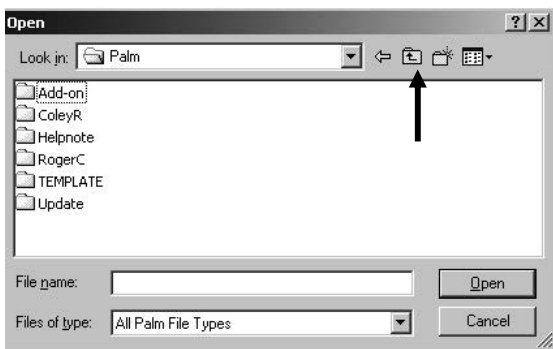 Open
Look in: Palm
Add-on
ColeyR
Helpnote
RogerC
TEMPLATE
Update
File name: Open
Files of type: All Palm File Types Cancel